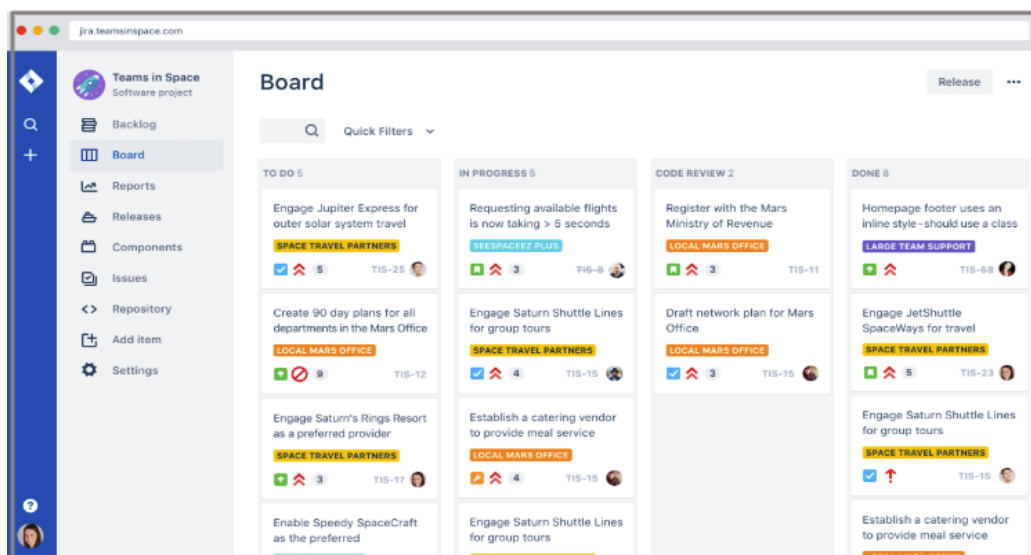 jira.teamsinspace.com
Teams in Space
Software project
Backlog
Board
Reports
Releases
Components
Issues
Repository
Add item
Settings
Board
Release
Quick Filters
TO DO 5
Engage Jupiter Express for
outer solar system travel
SPACE TRAVEL PARTNERS
5 TIS-25
Create 90 day plans for all
departments in the Mars Office
LOCAL MARS OFFICE
9 TIS-12
Engage Saturn's Rings Resort
as a preferred provider
SPACE TRAVEL PARTNERS
3 TIS-17
Enable Speedy SpaceCraft
as the preferred
IN PROGRESS 5
Requesting available flights
is now taking > 5 seconds
SEESPACEEZ PLUS
3 TIS-8
Engage Saturn Shuttle Lines
for group tours
SPACE TRAVEL PARTNERS
4 TIS-15
Establish a catering vendor
to provide meal service
LOCAL MARS OFFICE
4 TIS-15
Engage Saturn Shuttle Lines
for group tours
CODE REVIEW 2
Register with the Mars
Ministry of Revenue
LOCAL MARS OFFICE
3 TIS-11
Draft network plan for Mars
Office
LOCAL MARS OFFICE
3 TIS-15
DONE 8
Homepage footer uses an
inline style-should use a class
LARGE TEAM SUPPORT
TIS-68
Engage JetShuttle
SpaceWays for travel
SPACE TRAVEL PARTNERS
5 TIS-23
Engage Saturn Shuttle Lines
for group tours
SPACE TRAVEL PARTNERS
TIS-15
Establish a catering vendor
to provide meal service